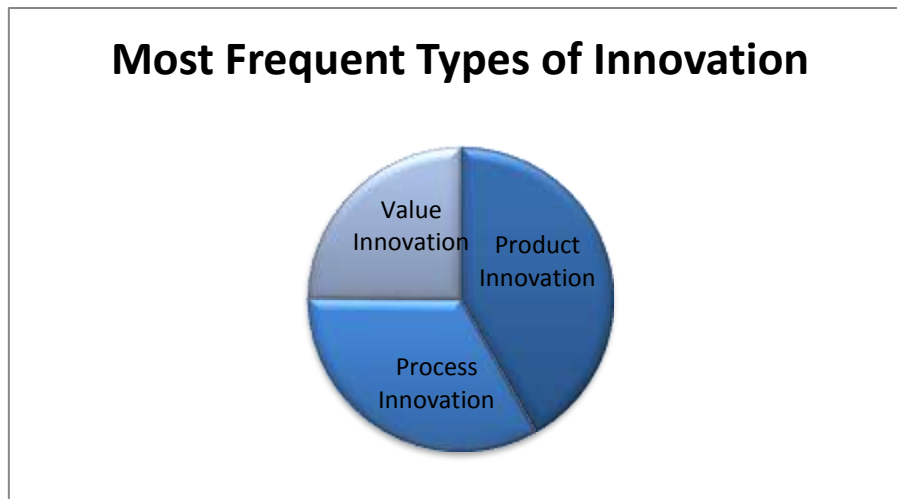 Most Frequent Types of Innovation
Value
Innovation
Product
Innovation
Process
Innovation